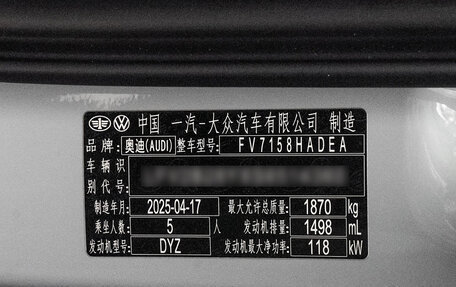 中国 一汽-大众汽车有限公司 制造
品牌: 奥迪(AUDI) 整车型号: FV7158HADEA
车辆识
别代号:
制造年月: 2025-04-17 最大允许总质量: 1870 kg
乘坐人数: 5 人 发动机排量: 1498 mL
发动机型号: DYZ 发动机最大净功率: 118 kW